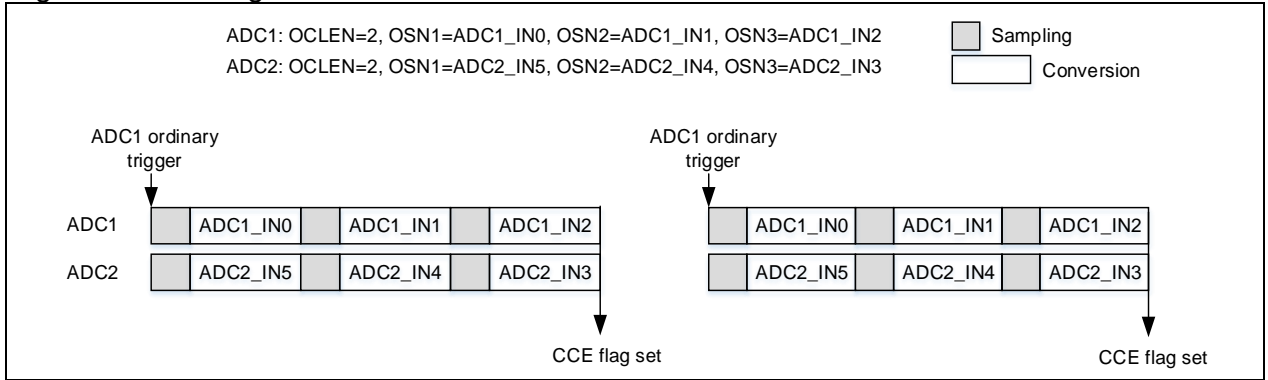 ADC1: OCLEN=2, OSN1=ADC1_IN0, OSN2=ADC1_IN1, OSN3=ADC1_IN2
Sampling
ADC2: OCLEN=2, OSN1=ADC2_IN5, OSN2=ADC2_IN4, OSN3=ADC2_IN3
Conversion
ADC1 ordinary
trigger
ADC1 ordinary
trigger
ADC1 ADC1_IN0 ADC1_IN1 ADC1_IN2 ADC1_IN0 ADC1_IN1 ADC1_IN2
ADC2 ADC2_IN5 ADC2_IN4 ADC2_IN3 ADC2_IN5 ADC2_IN4 ADC2_IN3
CCE flag set
CCE flag set